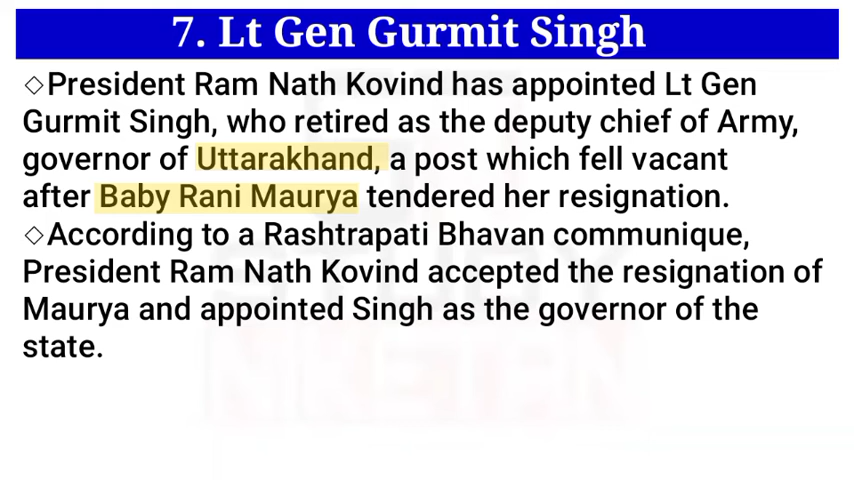 7. Lt Gen Gurmit Singh
◇President Ram Nath Kovind has appointed Lt Gen
Gurmit Singh, who retired as the deputy chief of Army,
governor of Uttarakhand, a post which fell vacant
after Baby Rani Maurya tendered her resignation.
◇According to a Rashtrapati Bhavan communique,
President Ram Nath Kovind accepted the resignation of
Maurya and appointed Singh as the governor of the
state.
STUDY
NKETAN